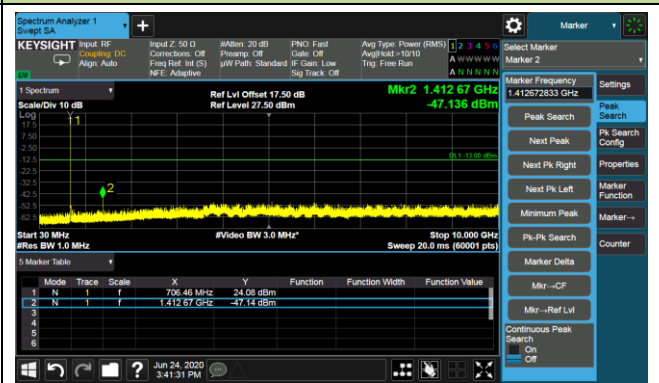 Spectrum Analyzer 1
Swept SA
Marker
KEYSIGHT
Input: RF
Coupling: DC
Align: Auto
Input Z: 50 Ω
Corrections: Off
Freq Ref: Int (S)
NFE: Adaptive
#Atten: 20 dB
Preamp: Off
µW Path: Standard
PNO: Fast
Gate: Off
IF Gain: Low
Sig Track: Off
Avg Type: Power (RMS)
Avg|Hold:>10/10
Trig: Free Run
1 2 3 4 5 6
A W W W W W
A N N N N N
LXI
Select Marker
Marker 2
1 Spectrum
Scale/Div 10 dB
Log
Ref Lvl Offset 17.50 dB
Ref Level 27.50 dBm
Mkr2 1.412 67 GHz
-47.136 dBm
17.5
7.50
-2.50
-12.5
-22.5
-32.5
-42.5
-52.5
-62.5
1
2
DL1 -13.00 dBm
Start 30 MHz
#Res BW 1.0 MHz
#Video BW 3.0 MHz*
Stop 10.000 GHz
Sweep 20.0 ms (60001 pts)
5 Marker Table
Mode Trace Scale X Y Function Function Width Function Value
1 N 1 f 706.46 MHz 24.08 dBm
2 N 1 f 1.412 67 GHz -47.14 dBm
3
4
5
6
Marker Frequency
1.412672833 GHz
Peak Search
Next Peak
Next Pk Right
Next Pk Left
Minimum Peak
Pk-Pk Search
Marker Delta
Mkr→CF
Mkr→Ref Lvl
Continuous Peak
Search
On
Off
Settings
Peak
Search
Pk Search
Config
Properties
Marker
Function
Marker→
Counter
?
Jun 24, 2020
3:41:31 PM